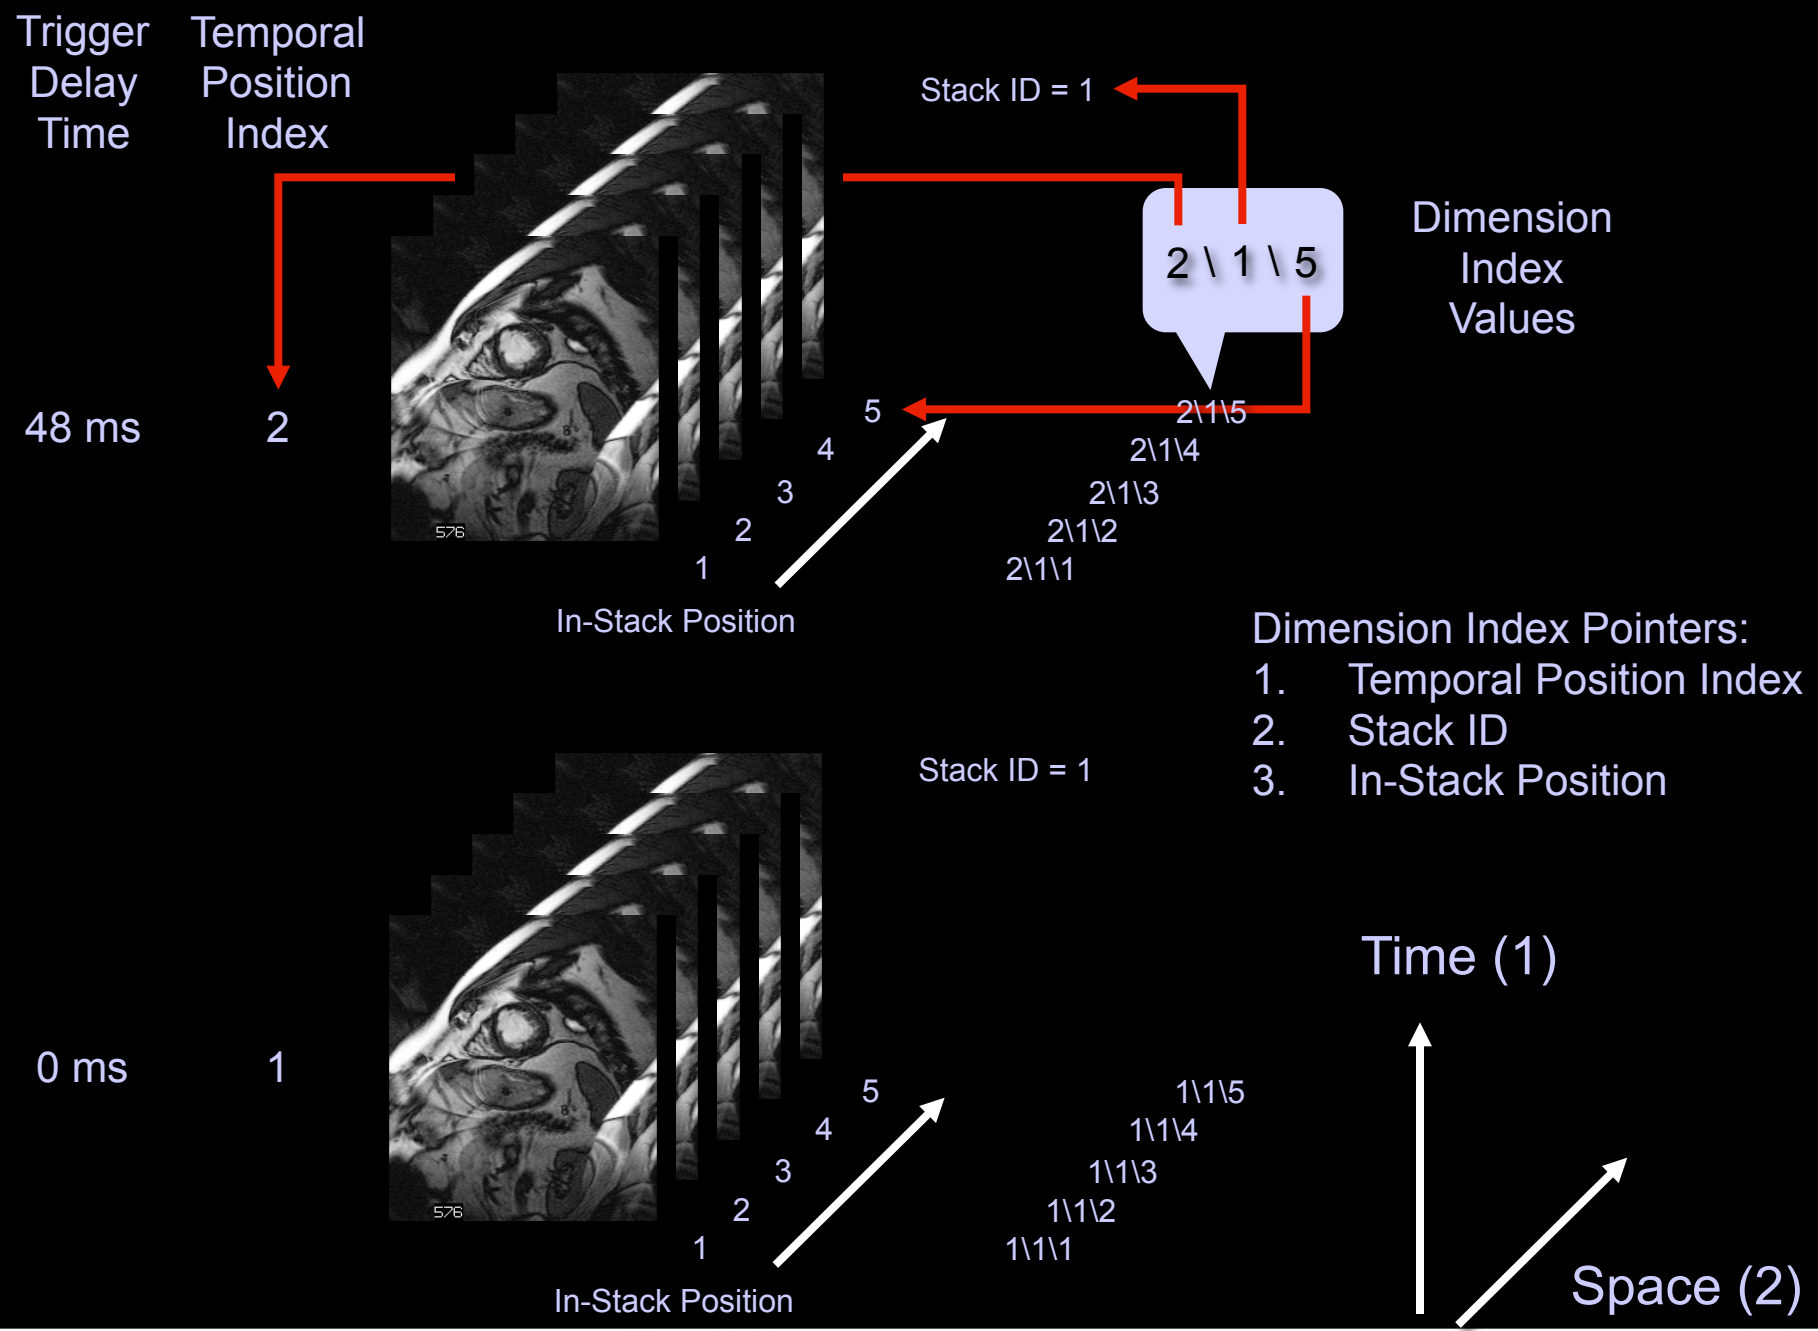 Trigger
Delay
Time
Temporal
Position
Index
Stack ID = 1
2 \ 1 \ 5
Dimension
Index
Values
48 ms
2
576
8
5
4
3
2
1
In-Stack Position
2\1\5
2\1\4
2\1\3
2\1\2
2\1\1
Dimension Index Pointers:
1. Temporal Position Index
2. Stack ID
3. In-Stack Position
Stack ID = 1
0 ms
1
576
8
5
4
3
2
1
In-Stack Position
1\1\5
1\1\4
1\1\3
1\1\2
1\1\1
Time (1)
Space (2)